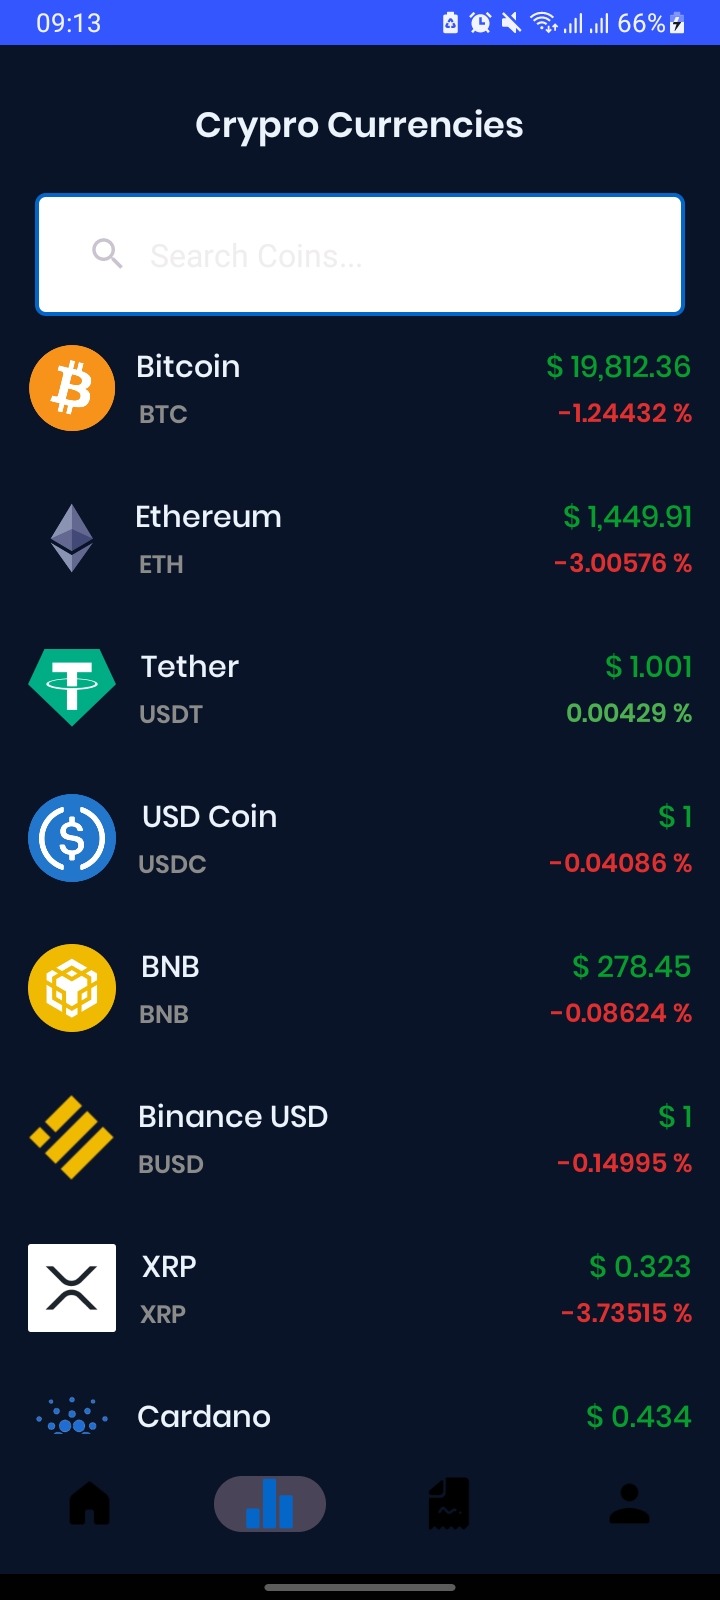 09:13
66%
Crypro Currencies
Search Coins...
Bitcoin $ 19,812.36
BTC -1.24432 %
Ethereum $ 1,449.91
ETH -3.00576 %
Tether $ 1.001
USDT 0.00429 %
USD Coin $ 1
USDC -0.04086 %
BNB $ 278.45
BNB -0.08624 %
Binance USD $ 1
BUSD -0.14995 %
XRP $ 0.323
XRP -3.73515 %
Cardano $ 0.434